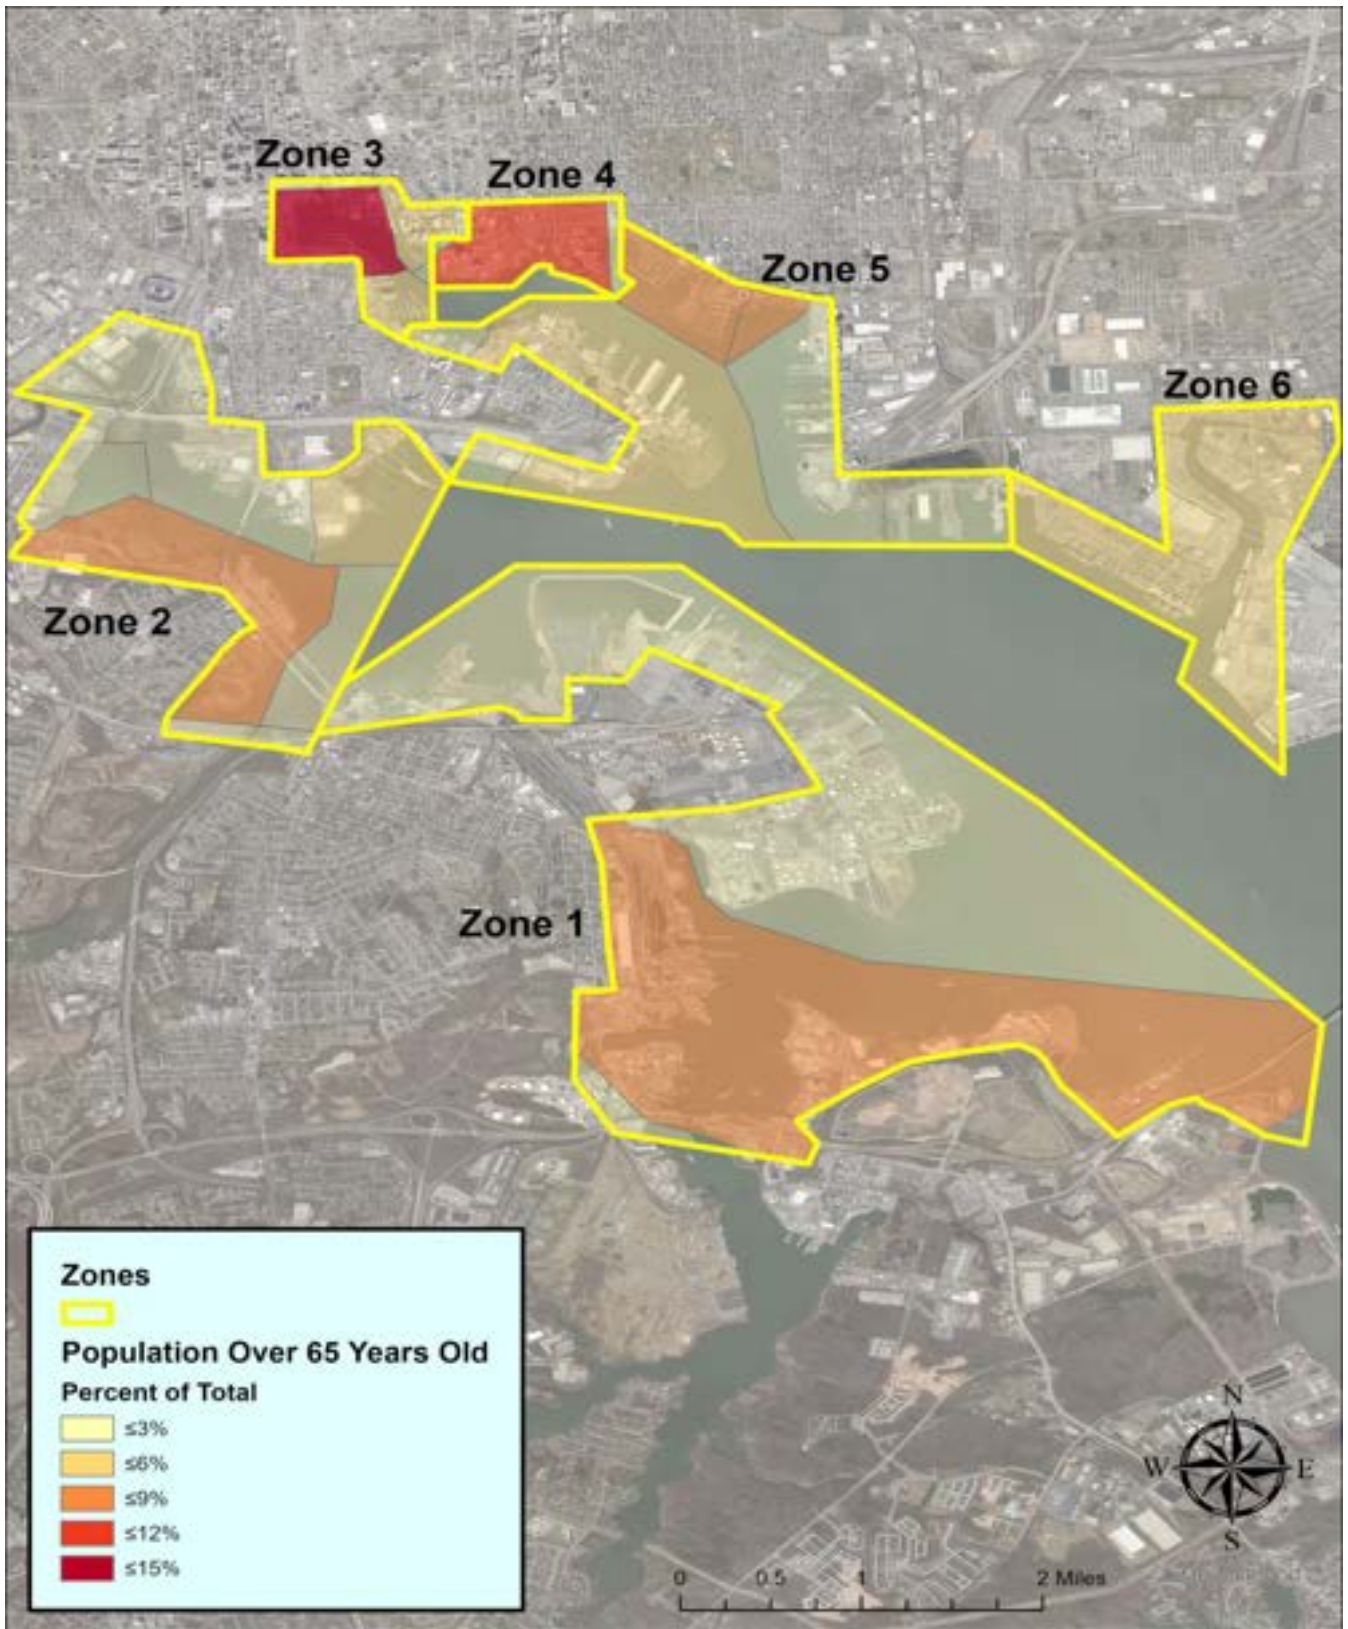 Zone 3
Zone 4
Zone 5
Zone 6
Zone 2
Zone 1
Zones
Population Over 65 Years Old
Percent of Total
≤3%
≤6%
≤9%
≤12%
≤15%
N
W E
S
0 0.5 1 2 Miles